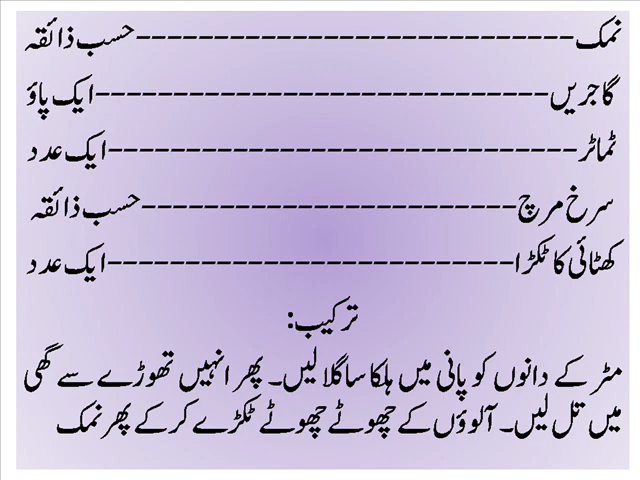 نمک---------------------------حسب ذائقہ
گاجریں----------------------------ایک پاؤ
ٹماٹر-----------------------------ایک عدد
سرخ مرچ-----------------------حسب ذائقہ
کھٹائی کا ٹکڑا-------------------------ایک عدد
ترکیب:
مٹر کے دانوں کو پانی میں ہلکا سا گلا لیں۔ پھر انہیں تھوڑے سے گھی
میں تل لیں۔ آلوؤں کے چھوٹے چھوٹے ٹکڑے کر کے پھر نمک